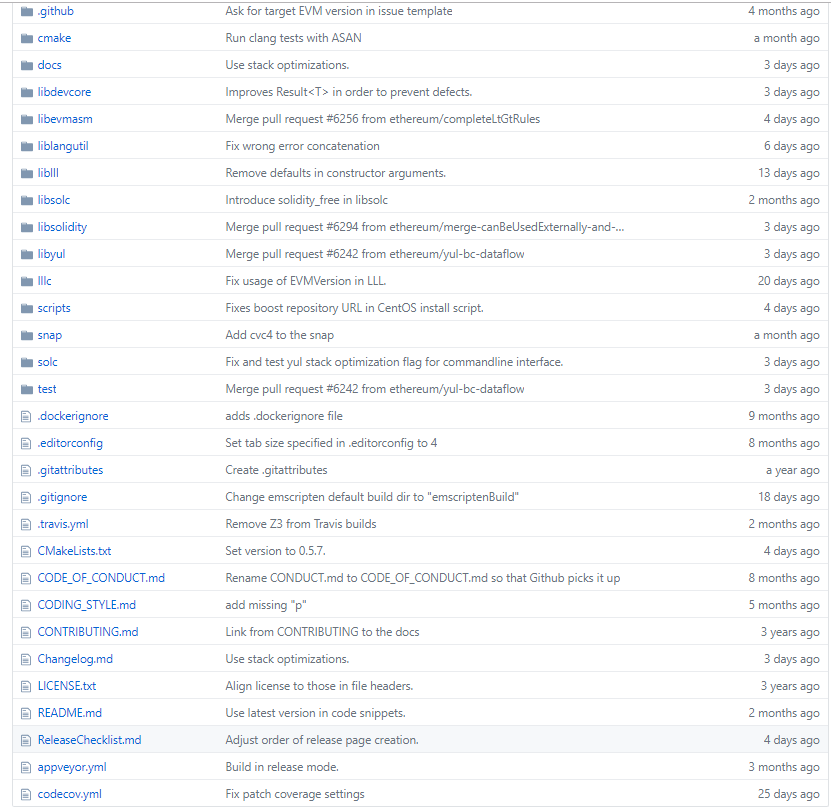 .github Ask for target EVM version in issue template 4 months ago
cmake Run clang tests with ASAN a month ago
docs Use stack optimizations. 3 days ago
libdevcore Improves Result<T> in order to prevent defects. 3 days ago
libevmasm Merge pull request #6256 from ethereum/completeLtGtRules 4 days ago
liblangutil Fix wrong error concatenation 6 days ago
liblll Remove defaults in constructor arguments. 13 days ago
libsolc Introduce solidity_free in libsolc 2 months ago
libsolidity Merge pull request #6294 from ethereum/merge-canBeUsedExternally-and-... 3 days ago
libyul Merge pull request #6242 from ethereum/yul-bc-dataflow 3 days ago
lllc Fix usage of EVMVersion in LLL. 20 days ago
scripts Fixes boost repository URL in CentOS install script. 4 days ago
snap Add cvc4 to the snap a month ago
solc Fix and test yul stack optimization flag for commandline interface. 3 days ago
test Merge pull request #6242 from ethereum/yul-bc-dataflow 3 days ago
.dockerignore adds .dockerignore file 9 months ago
.editorconfig Set tab size specified in .editorconfig to 4 8 months ago
.gitattributes Create .gitattributes a year ago
.gitignore Change emscripten default build dir to "emscriptenBuild" 18 days ago
.travis.yml Remove Z3 from Travis builds 2 months ago
CMakeLists.txt Set version to 0.5.7. 4 days ago
CODE_OF_CONDUCT.md Rename CONDUCT.md to CODE_OF_CONDUCT.md so that Github picks it up 8 months ago
CODING_STYLE.md add missing "p" 5 months ago
CONTRIBUTING.md Link from CONTRIBUTING to the docs 3 years ago
Changelog.md Use stack optimizations. 3 days ago
LICENSE.txt Align license to those in file headers. 3 years ago
README.md Use latest version in code snippets. 2 months ago
ReleaseChecklist.md Adjust order of release page creation. 4 days ago
appveyor.yml Build in release mode. 3 months ago
codecov.yml Fix patch coverage settings 25 days ago